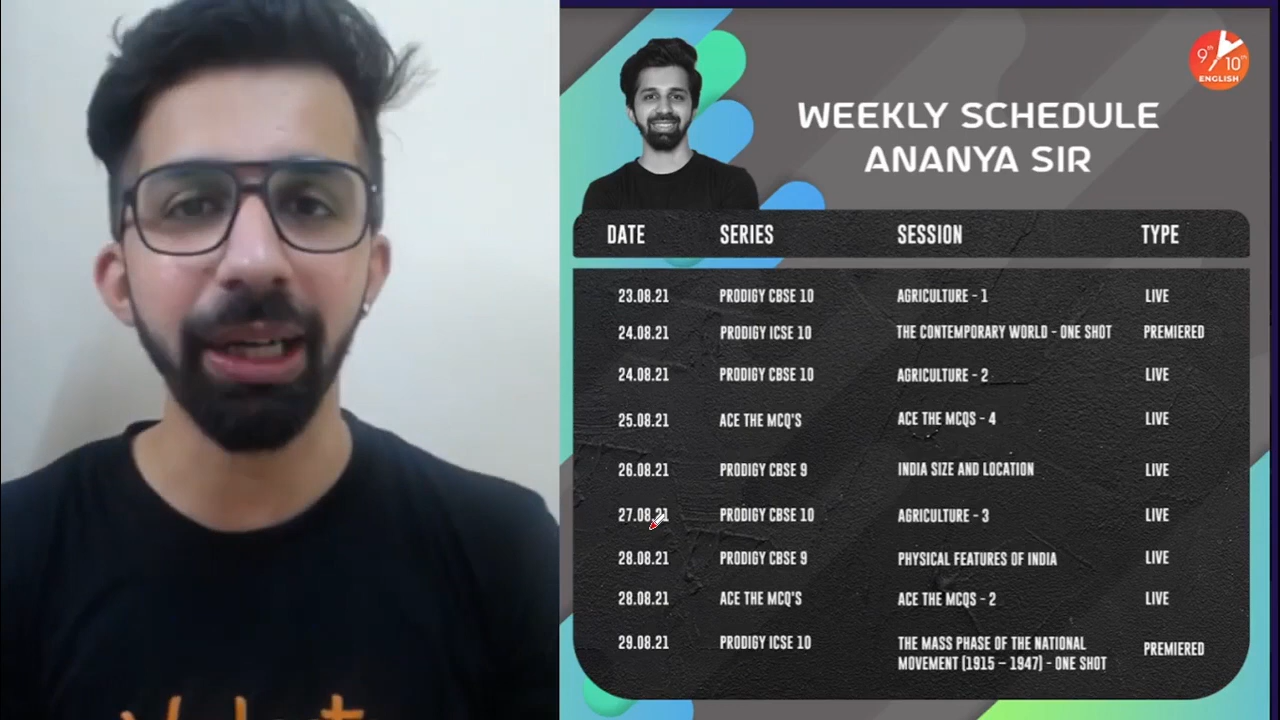 9th 10th
ENGLISH
WEEKLY SCHEDULE
ANANYA SIR
DATE SERIES SESSION TYPE
23.08.21 PRODIGY CBSE 10 AGRICULTURE - 1 LIVE
24.08.21 PRODIGY ICSE 10 THE CONTEMPORARY WORLD - ONE SHOT PREMIERED
24.08.21 PRODIGY CBSE 10 AGRICULTURE - 2 LIVE
25.08.21 ACE THE MCQ'S ACE THE MCQS - 4 LIVE
26.08.21 PRODIGY CBSE 9 INDIA SIZE AND LOCATION LIVE
27.08.21 PRODIGY CBSE 10 AGRICULTURE - 3 LIVE
28.08.21 PRODIGY CBSE 9 PHYSICAL FEATURES OF INDIA LIVE
28.08.21 ACE THE MCQ'S ACE THE MCQS - 2 LIVE
29.08.21 PRODIGY ICSE 10 THE MASS PHASE OF THE NATIONAL
MOVEMENT (1915 – 1947) - ONE SHOT PREMIERED